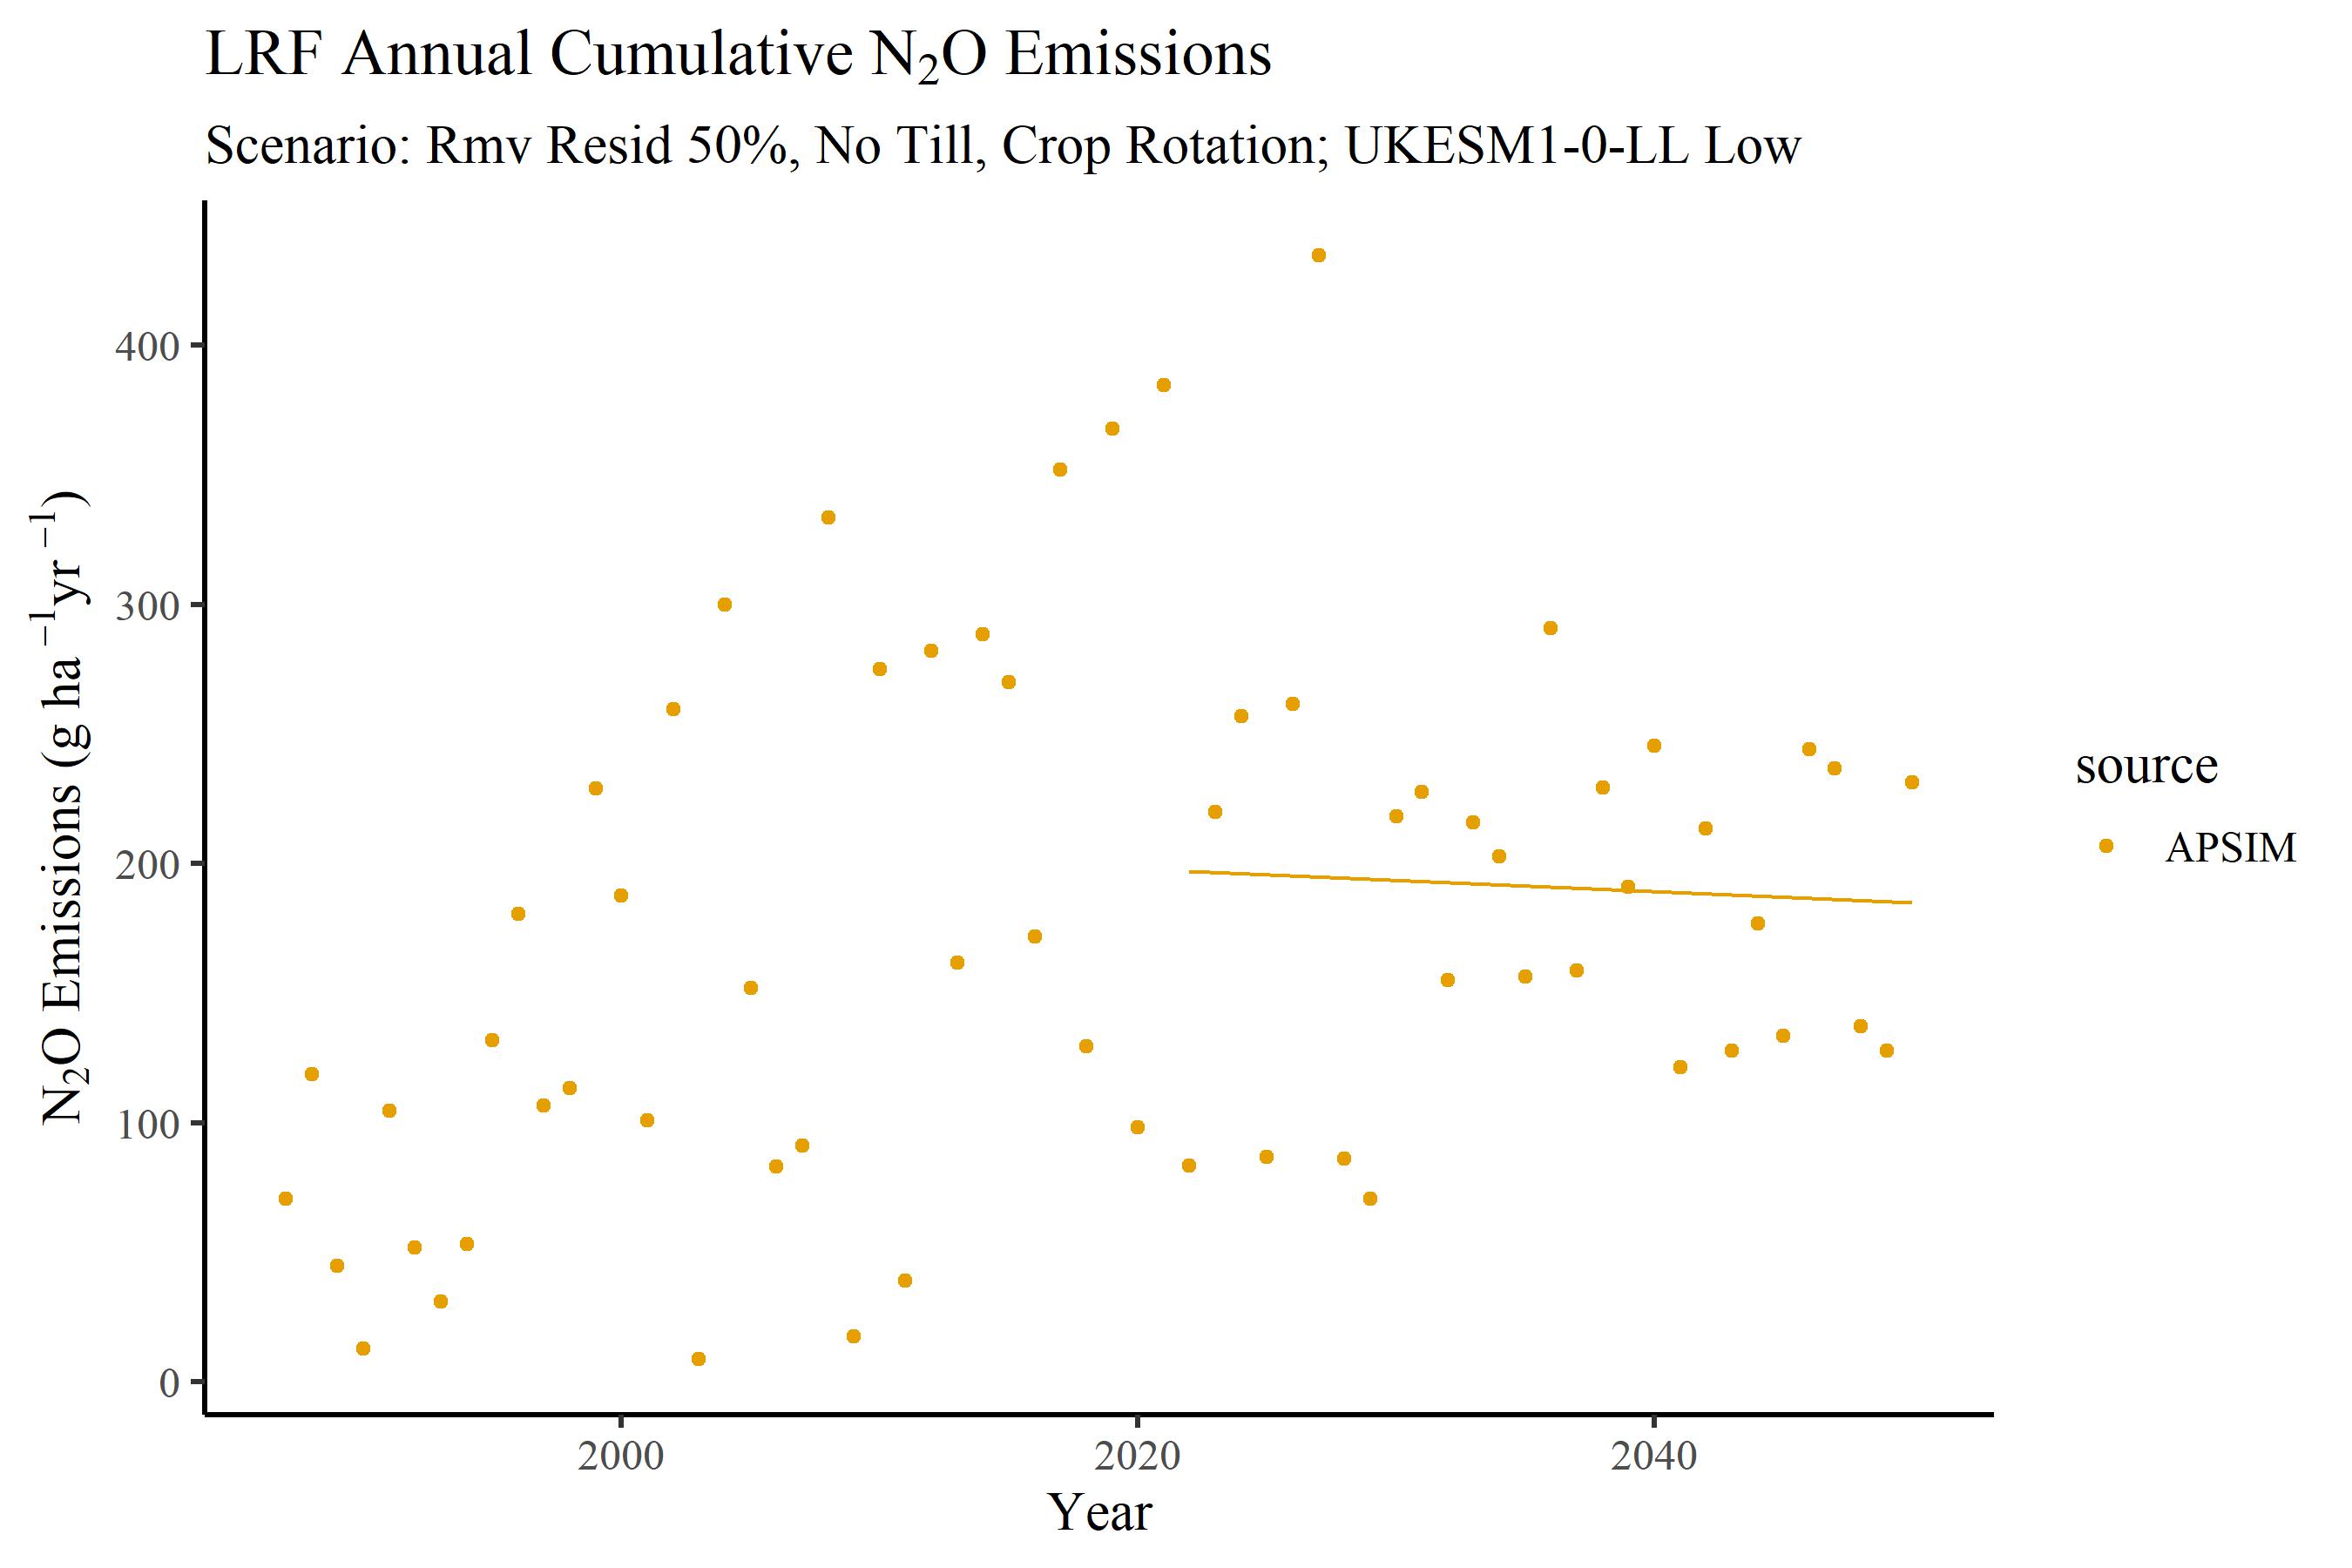 LRF Annual Cumulative N₂O Emissions
Scenario: Rmv Resid 50%, No Till, Crop Rotation; UKESM1-0-LL Low
N₂O Emissions (g ha⁻¹yr⁻¹)
400
300
200
100
0
2000 2020 2040
Year
source
APSIM